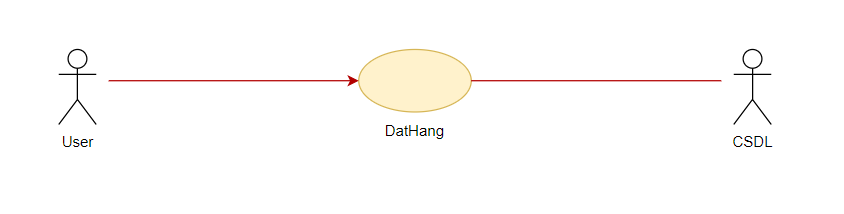 DatHang
User
CSDL